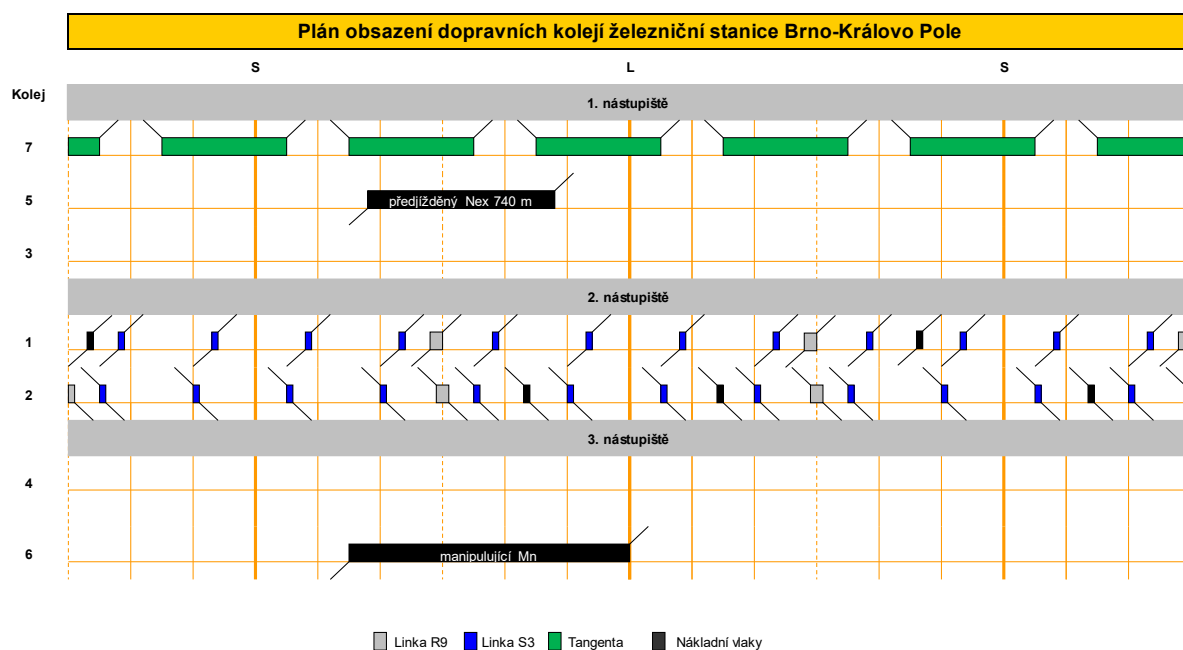 Plán obsazení dopravních kolejí železniční stanice Brno-Královo Pole
S L S
Kolej
1. nástupiště
7
5 předjížděný Nex 740 m
3
2. nástupiště
1
2
3. nástupiště
4
6 manipulující Mn
Linka R9 Linka S3 Tangenta Nákladní vlaky